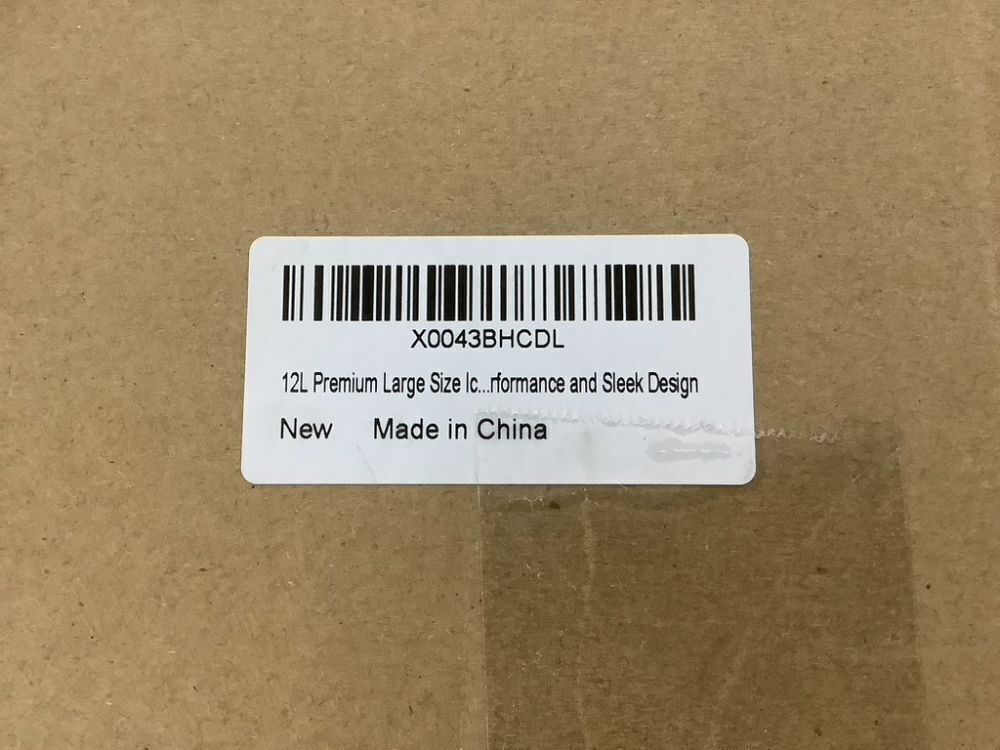 X0043BHCDL
12L Premium Large Size Ic...rformance and Sleek Design
New Made in China